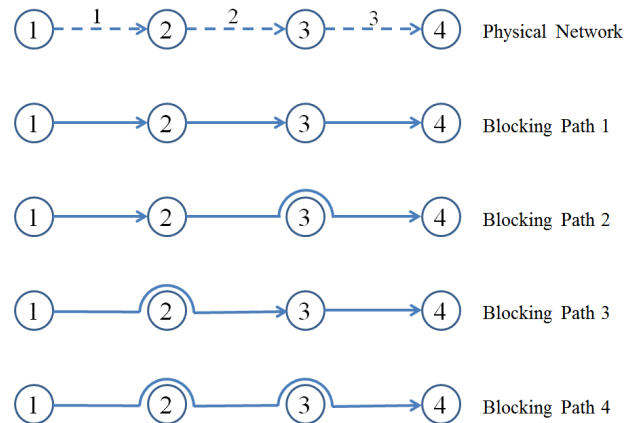 1 2 3
1 2 3 4 Physical Network
1 2 3 4 Blocking Path 1
1 2 3 4 Blocking Path 2
1 2 3 4 Blocking Path 3
1 2 3 4 Blocking Path 4